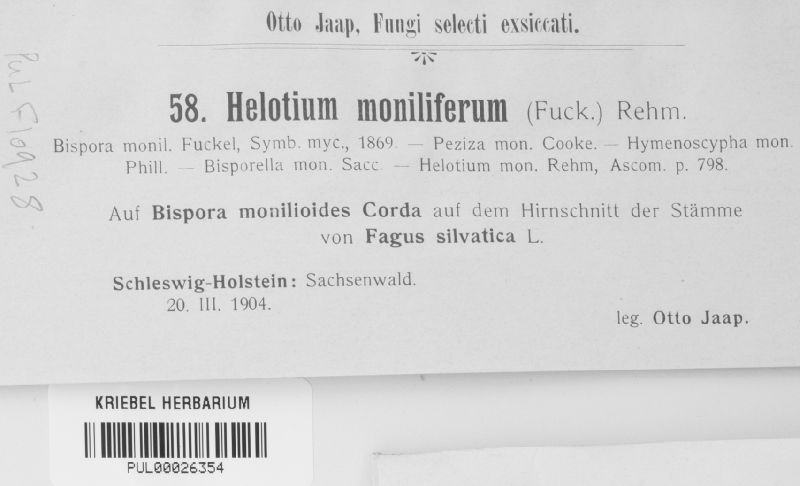 Otto Jaap, Fungi selecti exsiccati.
58. Helotium moniliferum (Fuck.) Rehm.
Bispora monil. Fuckel, Symb. myc., 1869. — Peziza mon. Cooke. — Hymenoscypha mon.
Phill. — Bisporella mon. Sacc. — Helotium mon. Rehm, Ascom. p. 798.
Auf Bispora monilioides Corda auf dem Hirnschnitt der Stämme
von Fagus silvatica L.
Schleswig-Holstein: Sachsenwald.
20. III. 1904.
leg. Otto Jaap.
PUL F10928
KRIEBEL HERBARIUM
PUL00026354